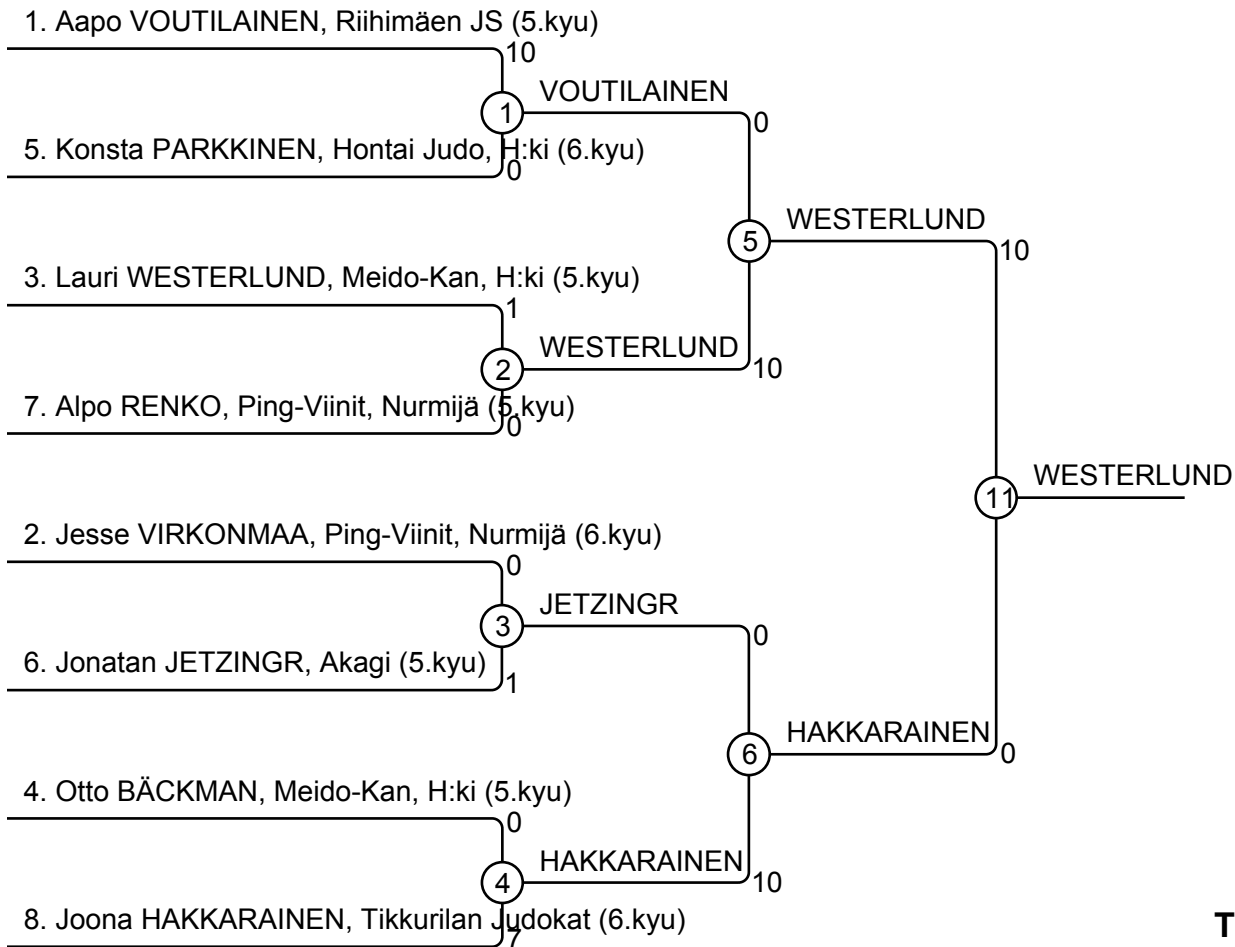 1. Aapo VOUTILAINEN, Riihimäen JS (5.kyu)
10
1
VOUTILAINEN
0
5. Konsta PARKKINEN, Hontai Judo, H:ki (6.kyu)
0
5
WESTERLUND
10
3. Lauri WESTERLUND, Meido-Kan, H:ki (5.kyu)
1
2
WESTERLUND
10
7. Alpo RENKO, Ping-Viinit, Nurmijä (5.kyu)
0
11
WESTERLUND
2. Jesse VIRKONMAA, Ping-Viinit, Nurmijä (6.kyu)
0
3
JETZINGR
0
6. Jonatan JETZINGR, Akagi (5.kyu)
1
6
HAKKARAINEN
0
4. Otto BÄCKMAN, Meido-Kan, H:ki (5.kyu)
0
4
HAKKARAINEN
10
8. Joona HAKKARAINEN, Tikkurilan Judokat (6.kyu)
7
T